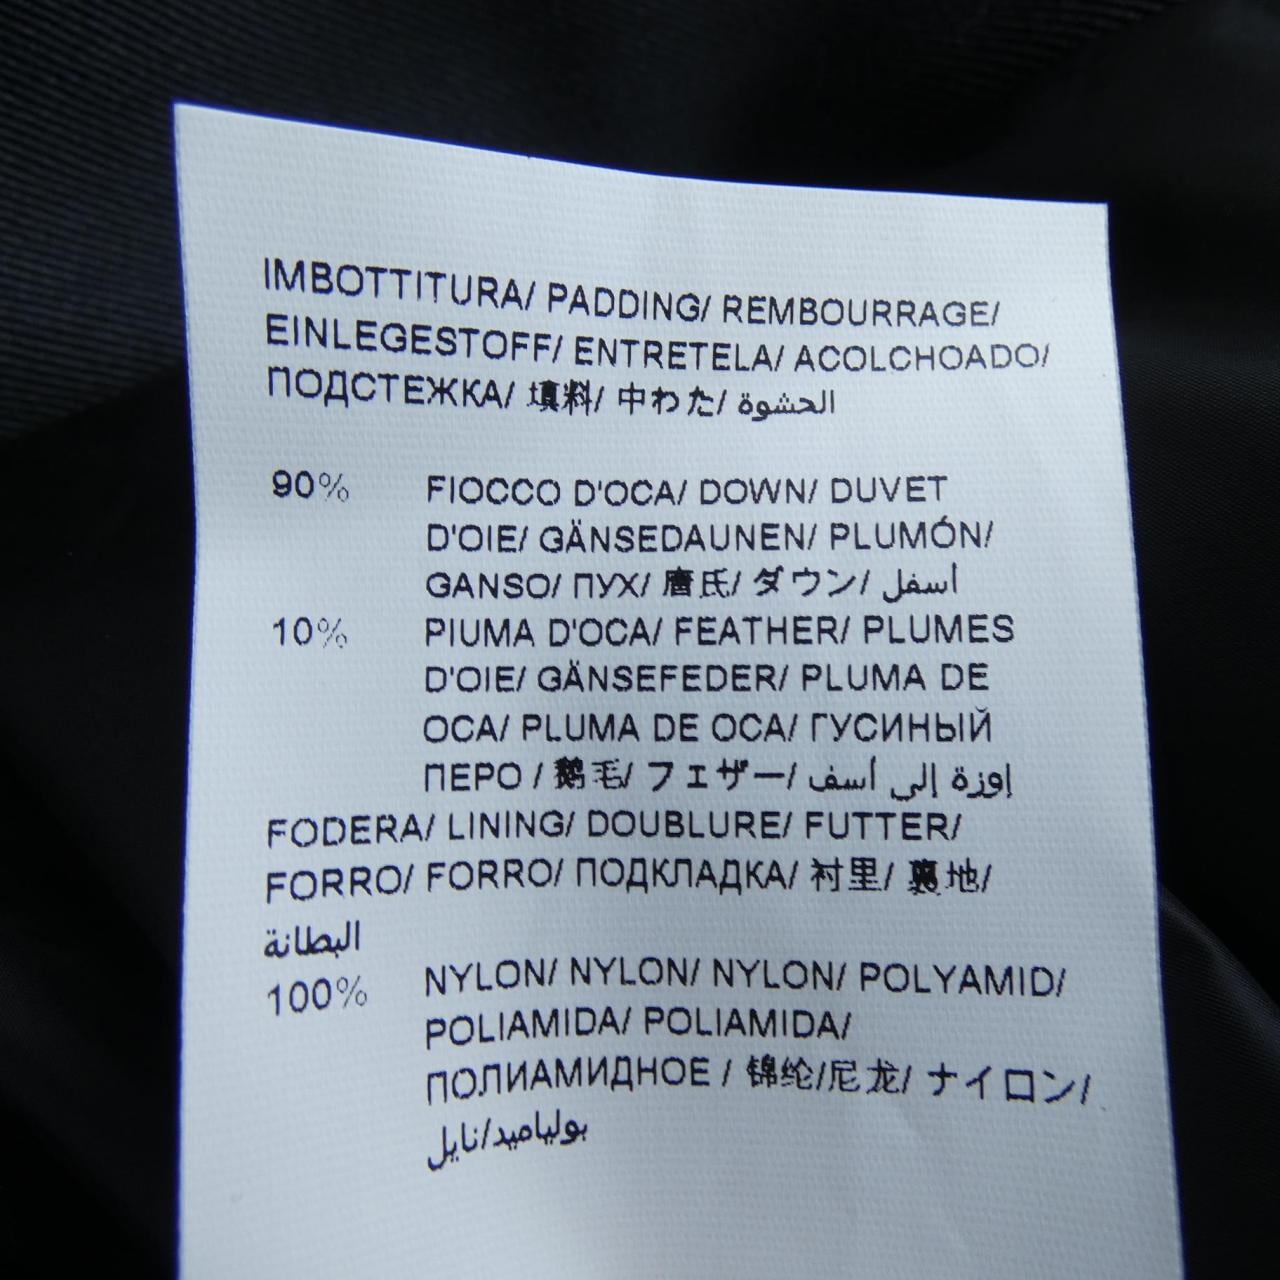 IMBOTTITURA/ PADDING/ REMBOURRAGE/
EINLEGESTOFF/ ENTRETELA/ ACOLCHOADO/
ПОДСТЕЖКА/ 填料/ 中わた/ الحشوة
90% FIOCCO D'OCA/ DOWN/ DUVET
D'OIE/ GÄNSEDAUNEN/ PLUMÓN/
GANSO/ ПУХ/ 唐氏/ ダウン/ أسفل
10% PIUMA D'OCA/ FEATHER/ PLUMES
D'OIE/ GÄNSEFEDER/ PLUMA DE
OCA/ PLUMA DE OCA/ ГУСИНЫЙ
ПЕРО / 鹅毛/ フェザー/ إوزة إلى أسف
FODERA/ LINING/ DOUBLURE/ FUTTER/
FORRO/ FORRO/ ПОДКЛАДКА/ 衬里/ 裏地/
البطانة
100% NYLON/ NYLON/ NYLON/ POLYAMID/
POLIAMIDA/ POLIAMIDA/
ПОЛИАМИДНОЕ / 锦纶/尼龙/ ナイロン/
بولياميد/نايل